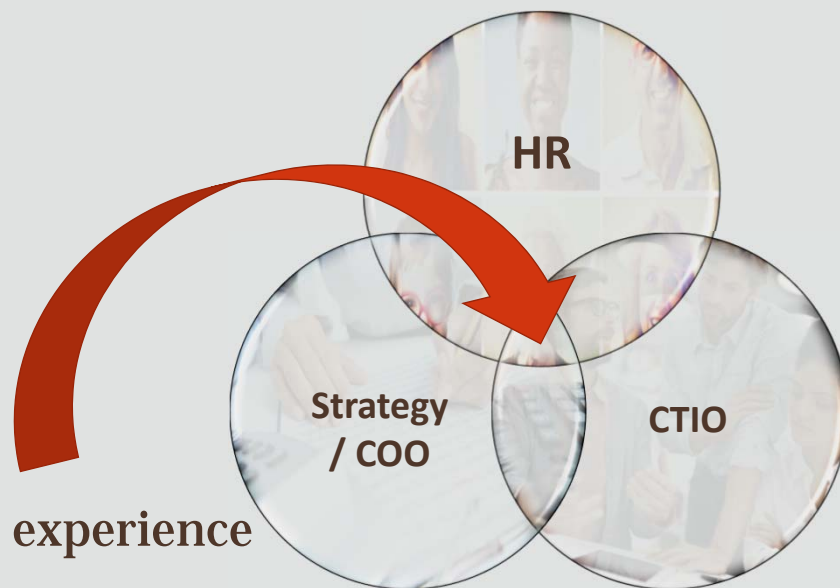 HR
Strategy
/ COO
CTIO
experience